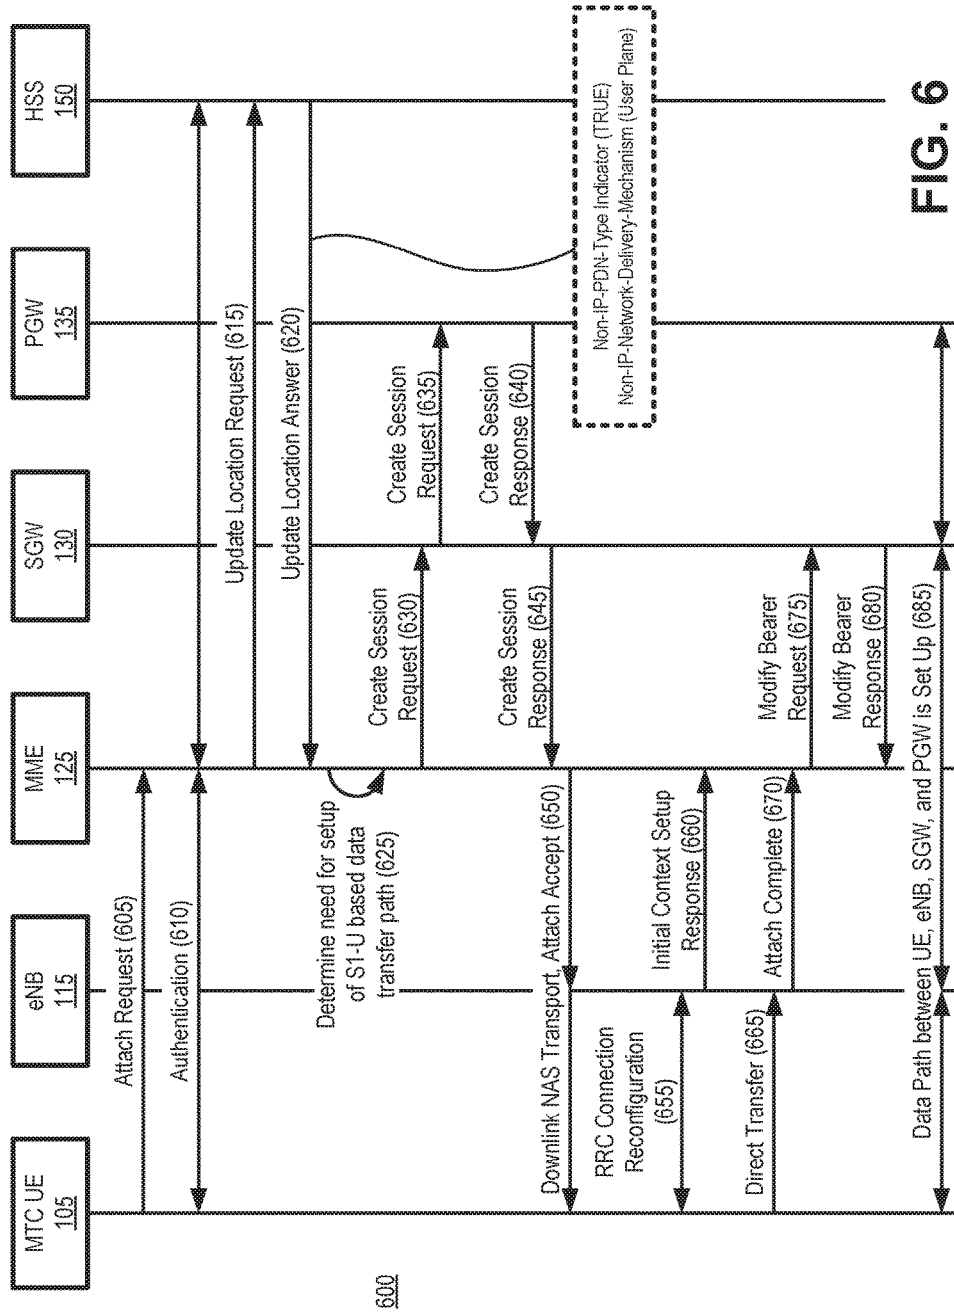 600
MTC UE
105
eNB
115
MME
125
SGW
130
PGW
135
HSS
150
Attach Request (605)
Authentication (610)
Update Location Request (615)
Update Location Answer (620)
Determine need for setup
of S1-U based data
transfer path (625)
Create Session
Request (630)
Create Session
Request (635)
Create Session
Response (640)
Create Session
Response (645)
Non-IP-PDN-Type Indicator (TRUE)
Non-IP-Network-Delivery-Mechanism (User Plane)
Downlink NAS Transport, Attach Accept (650)
RRC Connection
Reconfiguration
(655)
Initial Context Setup
Response (660)
Direct Transfer (665)
Attach Complete (670)
Modify Bearer
Request (675)
Modify Bearer
Response (680)
Data Path between UE, eNB, SGW, and PGW is Set Up (685)
FIG. 6